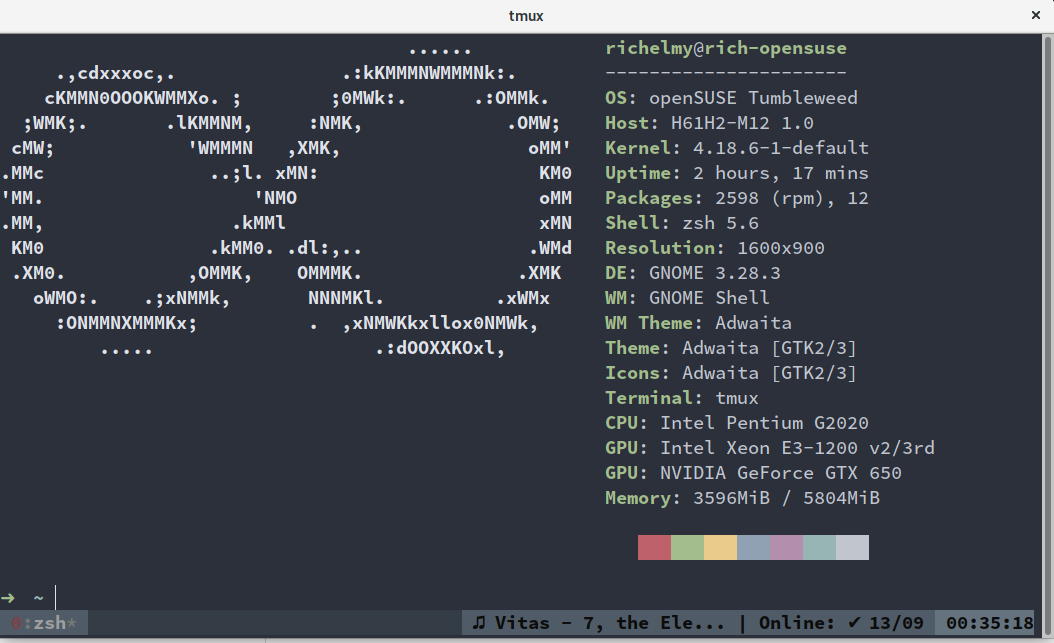 tmux ×
...... richelmy@rich-opensuse
.,cdxxxoc,. .:kKMMMNWMMMNk:. ----------------------
cKMMN0OOOKWMMXo. ; ;0MWk:. .:OMMk. OS: openSUSE Tumbleweed
;WMK;. .lKMMNM, :NMK, .OMW; Host: H61H2-M12 1.0
cMW; 'WMMMN ,XMK, oMM' Kernel: 4.18.6-1-default
.MMc ..;l. xMN: KM0 Uptime: 2 hours, 17 mins
'MM. 'NMO oMM Packages: 2598 (rpm), 12
.MM, .kMMl xMN Shell: zsh 5.6
KM0 .kMM0. .dl:,.. .WMd Resolution: 1600x900
.XM0. ,OMMK, OMMMK. .XMK DE: GNOME 3.28.3
oWMO:. .;xNMMk, NNNMKl. .xWMx WM: GNOME Shell
:ONMMNXMMMKx; . ,xNMWKkxllox0NMWk, WM Theme: Adwaita
..... .:dOOXXKOxl, Theme: Adwaita [GTK2/3]
Icons: Adwaita [GTK2/3]
Terminal: tmux
CPU: Intel Pentium G2020
GPU: Intel Xeon E3-1200 v2/3rd
GPU: NVIDIA GeForce GTX 650
Memory: 3596MiB / 5804MiB
➜ ~
0:zsh* ♫ Vitas - 7, the Ele... | Online: ✔ 13/09 00:35:18